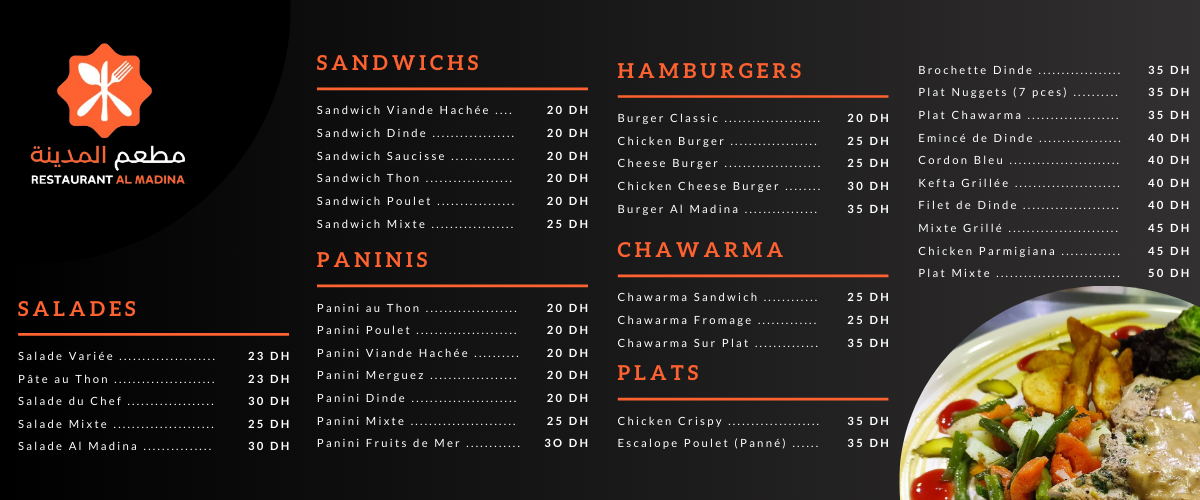 مطعم المدينة
RESTAURANT AL MADINA
SALADES
Salade Variée ..................... 23 DH
Pâte au Thon ...................... 23 DH
Salade du Chef ................... 30 DH
Salade Mixte ...................... 25 DH
Salade Al Madina ............... 30 DH
SANDWICHS
Sandwich Viande Hachée .... 20 DH
Sandwich Dinde .................. 20 DH
Sandwich Saucisse .............. 20 DH
Sandwich Thon ................... 20 DH
Sandwich Poulet ................. 20 DH
Sandwich Mixte .................. 25 DH
PANINIS
Panini au Thon ................... 20 DH
Panini Poulet ...................... 20 DH
Panini Viande Hachée .......... 20 DH
Panini Merguez ................... 20 DH
Panini Dinde ....................... 20 DH
Panini Mixte ........................ 25 DH
Panini Fruits de Mer ............ 3O DH
HAMBURGERS
Burger Classic ..................... 20 DH
Chicken Burger .................... 25 DH
Cheese Burger ..................... 25 DH
Chicken Cheese Burger ........ 30 DH
Burger Al Madina ................. 35 DH
CHAWARMA
Chawarma Sandwich ............ 25 DH
Chawarma Fromage ............. 25 DH
Chawarma Sur Plat .............. 35 DH
PLATS
Chicken Crispy .................... 35 DH
Escalope Poulet (Panné) ...... 35 DH
Brochette Dinde .................. 35 DH
Plat Nuggets (7 pces) .......... 35 DH
Plat Chawarma .................... 35 DH
Emincé de Dinde .................. 40 DH
Cordon Bleu ........................ 40 DH
Kefta Grillée ....................... 40 DH
Filet de Dinde ...................... 40 DH
Mixte Grillé ........................ 45 DH
Chicken Parmigiana ............. 45 DH
Plat Mixte ........................... 50 DH